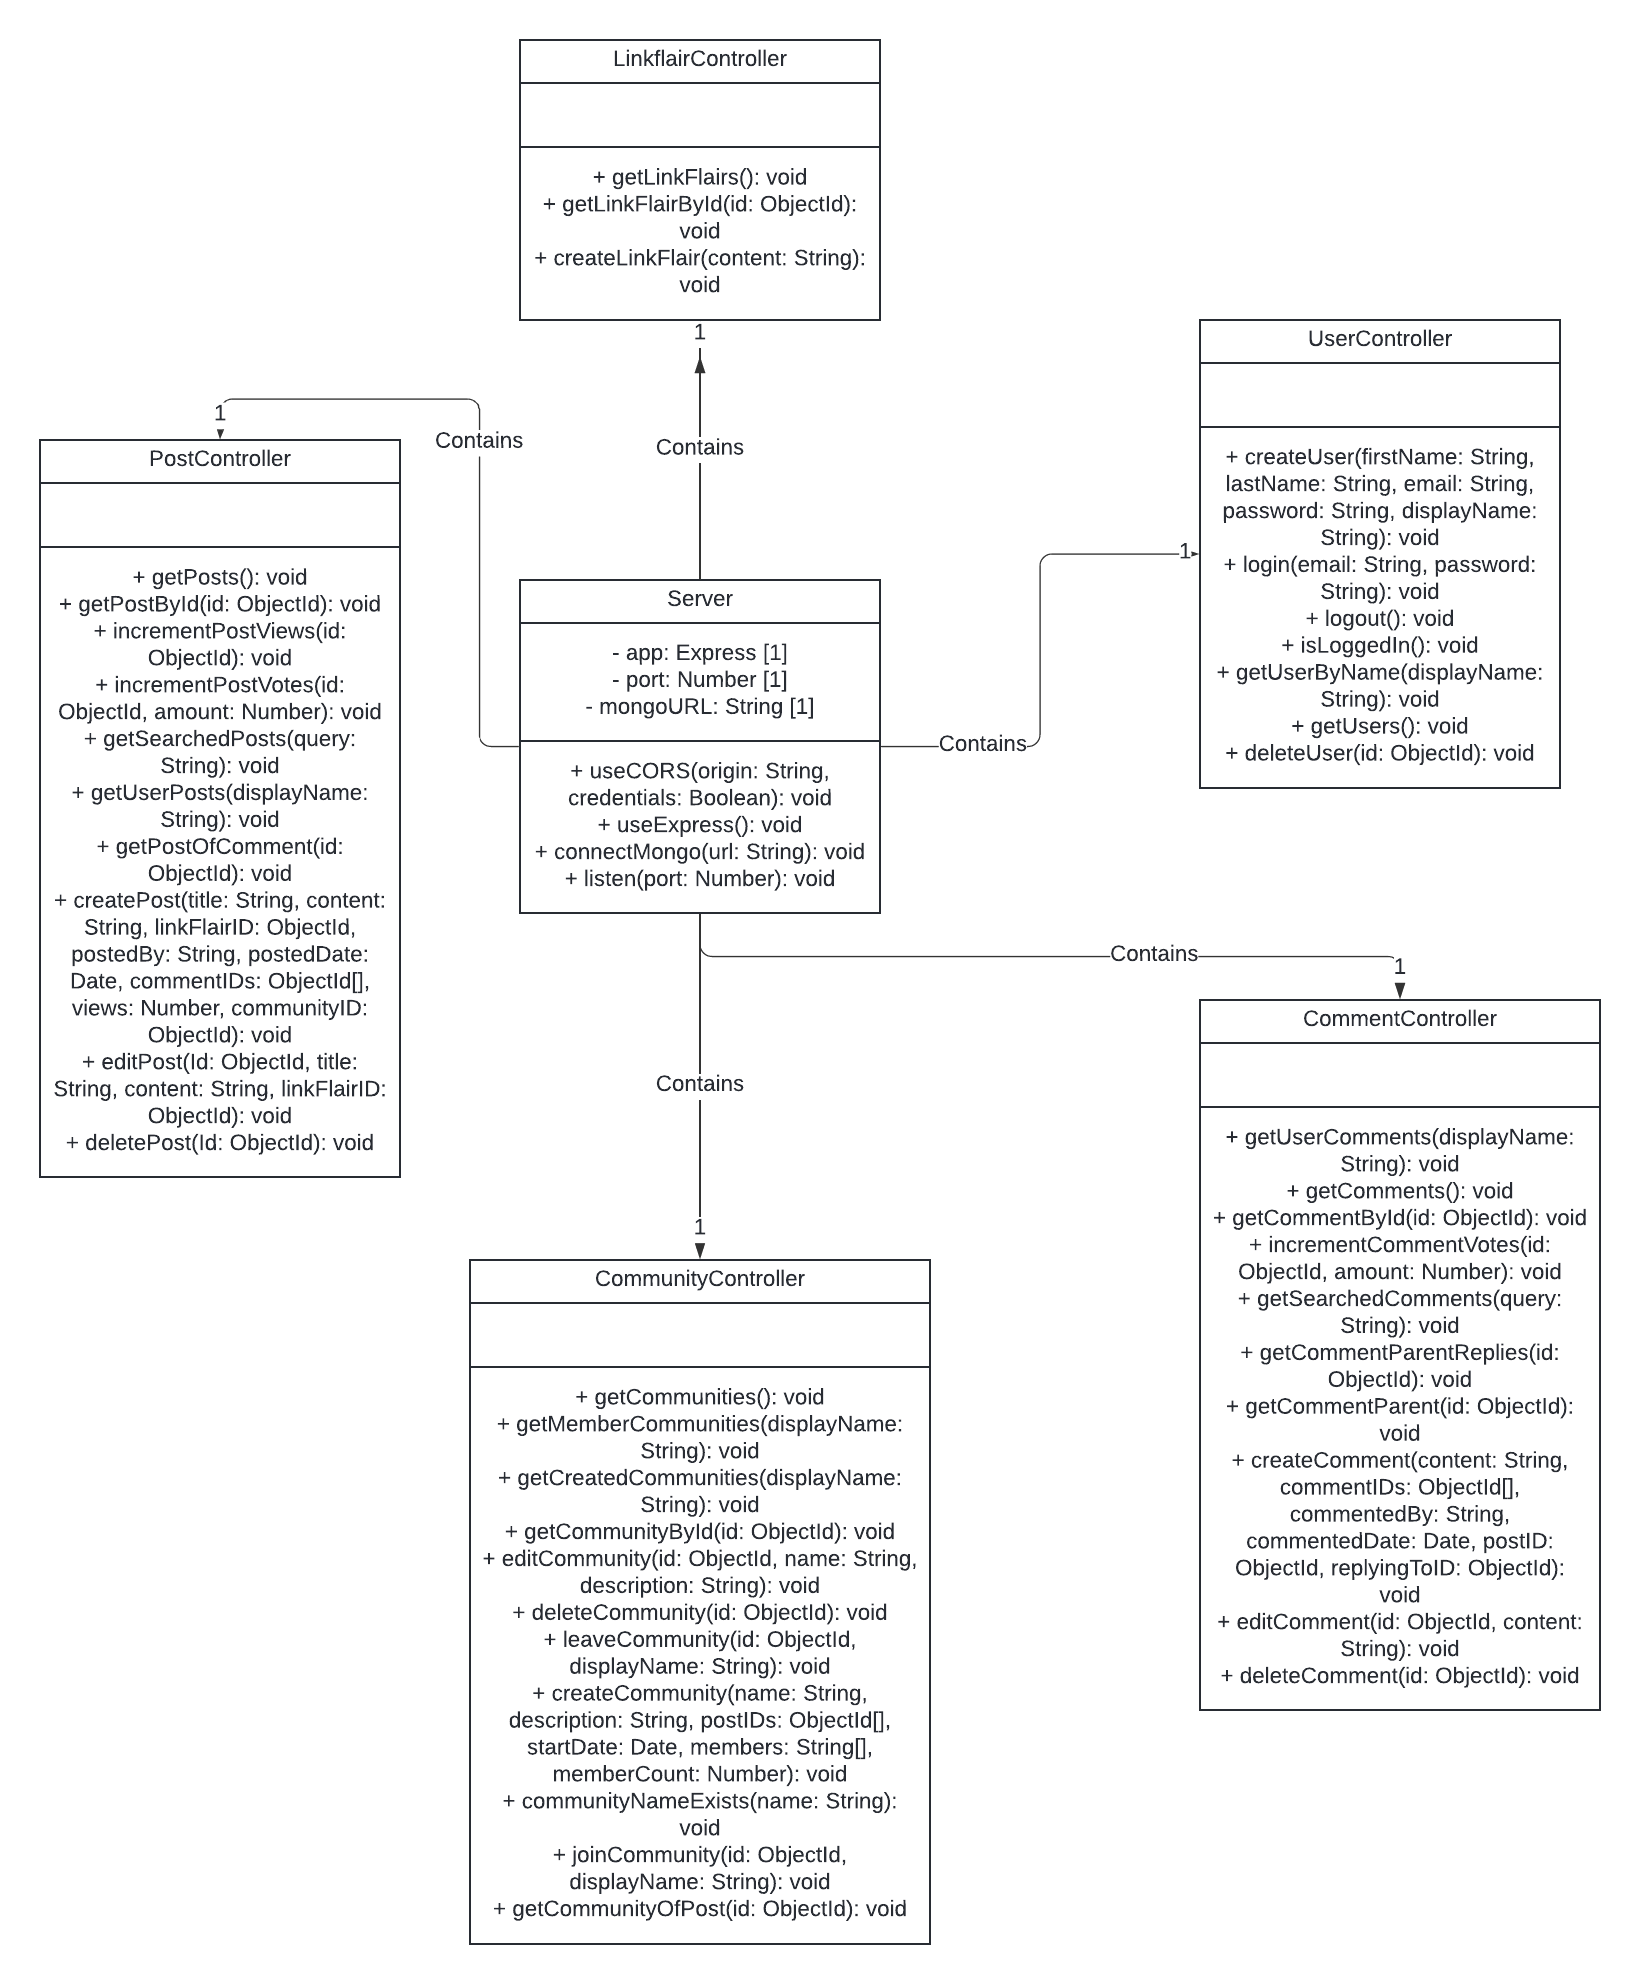 LinkflairController
+ getLinkFlairs(): void
+ getLinkFlairById(id: ObjectId):
void
+ createLinkFlair(content: String):
void
1
Contains
UserController
+ createUser(firstName: String,
lastName: String, email: String,
password: String, displayName:
String): void
+ login(email: String, password:
String): void
+ logout(): void
+ isLoggedIn(): void
+ getUserByName(displayName:
String): void
+ getUsers(): void
+ deleteUser(id: ObjectId): void
1
Contains
1
Contains
PostController
+ getPosts(): void
+ getPostById(id: ObjectId): void
+ incrementPostViews(id:
ObjectId): void
+ incrementPostVotes(id:
ObjectId, amount: Number): void
+ getSearchedPosts(query:
String): void
+ getUserPosts(displayName:
String): void
+ getPostOfComment(id:
ObjectId): void
+ createPost(title: String, content:
String, linkFlairID: ObjectId,
postedBy: String, postedDate:
Date, commentIDs: ObjectId[],
views: Number, communityID:
ObjectId): void
+ editPost(Id: ObjectId, title:
String, content: String, linkFlairID:
ObjectId): void
+ deletePost(Id: ObjectId): void
Server
- app: Express [1]
- port: Number [1]
- mongoURL: String [1]
+ useCORS(origin: String,
credentials: Boolean): void
+ useExpress(): void
+ connectMongo(url: String): void
+ listen(port: Number): void
Contains
1
CommentController
+ getUserComments(displayName:
String): void
+ getComments(): void
+ getCommentById(id: ObjectId): void
+ incrementCommentVotes(id:
ObjectId, amount: Number): void
+ getSearchedComments(query:
String): void
+ getCommentParentReplies(id:
ObjectId): void
+ getCommentParent(id: ObjectId):
void
+ createComment(content: String,
commentIDs: ObjectId[],
commentedBy: String,
commentedDate: Date, postID:
ObjectId, replyingToID: ObjectId):
void
+ editComment(id: ObjectId, content:
String): void
+ deleteComment(id: ObjectId): void
Contains
1
CommunityController
+ getCommunities(): void
+ getMemberCommunities(displayName:
String): void
+ getCreatedCommunities(displayName:
String): void
+ getCommunityById(id: ObjectId): void
+ editCommunity(id: ObjectId, name: String,
description: String): void
+ deleteCommunity(id: ObjectId): void
+ leaveCommunity(id: ObjectId,
displayName: String): void
+ createCommunity(name: String,
description: String, postIDs: ObjectId[],
startDate: Date, members: String[],
memberCount: Number): void
+ communityNameExists(name: String):
void
+ joinCommunity(id: ObjectId,
displayName: String): void
+ getCommunityOfPost(id: ObjectId): void